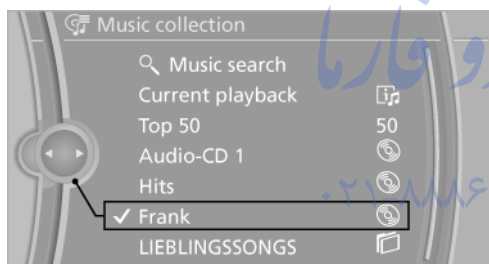 Music collection
Music search
Current playback
Top 50 50
Audio-CD 1
Hits
Frank
LIEBLINGSSONGS